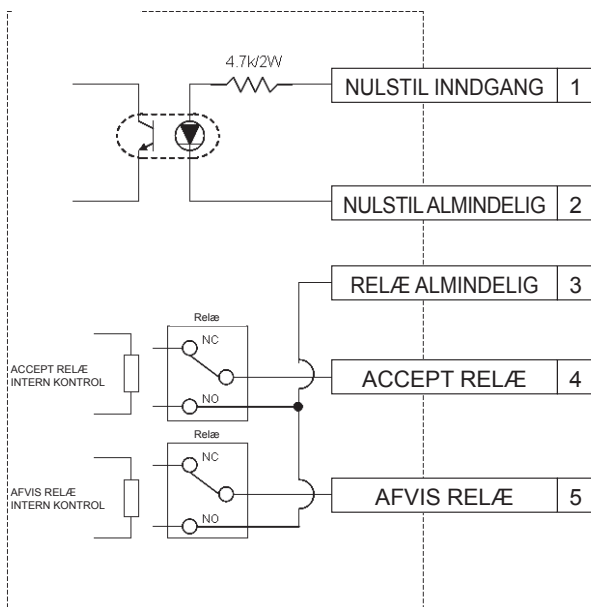 4.7k/2W
NULSTIL INNDGANG 1
NULSTIL ALMINDELIG 2
RELÆ ALMINDELIG 3
Relæ
NC
ACCEPT RELÆ
INTERN KONTROL
ACCEPT RELÆ 4
NO
Relæ
NC
AFVIS RELÆ
INTERN KONTROL
AFVIS RELÆ 5
NO